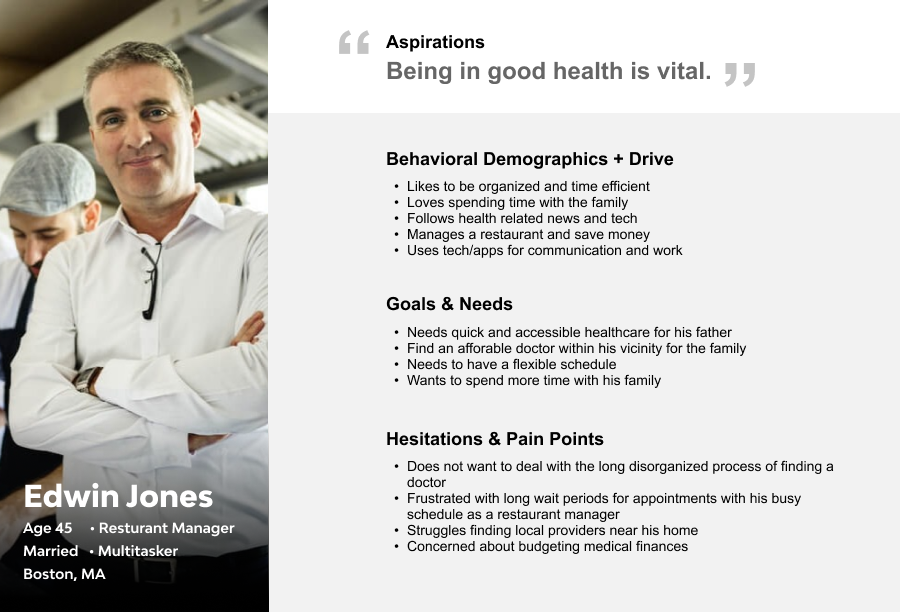 “ Aspirations
Being in good health is vital. ”
Behavioral Demographics + Drive
• Likes to be organized and time efficient
• Loves spending time with the family
• Follows health related news and tech
• Manages a restaurant and save money
• Uses tech/apps for communication and work
Goals & Needs
• Needs quick and accessible healthcare for his father
• Find an afforable doctor within his vicinity for the family
• Needs to have a flexible schedule
• Wants to spend more time with his family
Hesitations & Pain Points
• Does not want to deal with the long disorganized process of finding a
doctor
• Frustrated with long wait periods for appointments with his busy
schedule as a restaurant manager
• Struggles finding local providers near his home
• Concerned about budgeting medical finances
Edwin Jones
Age 45 • Resturant Manager
Married • Multitasker
Boston, MA